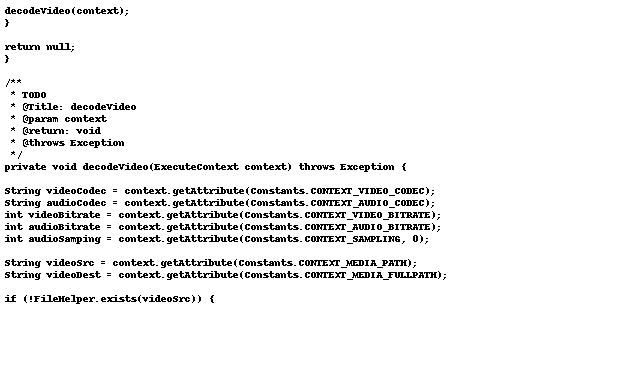 decodeVideo(context);
}
return null;
}
/**
* TODO
* @Title: decodeVideo
* @param context
* @return: void
* @throws Exception
*/
private void decodeVideo(ExecuteContext context) throws Exception {
String videoCodec = context.getAttribute(Constants.CONTEXT_VIDEO_CODEC);
String audioCodec = context.getAttribute(Constants.CONTEXT_AUDIO_CODEC);
int videoBitrate = context.getAttribute(Constants.CONTEXT_VIDEO_BITRATE);
int audioBitrate = context.getAttribute(Constants.CONTEXT_AUDIO_BITRATE);
int audioSamping = context.getAttribute(Constants.CONTEXT_SAMPLING, 0);
String videoSrc = context.getAttribute(Constants.CONTEXT_MEDIA_PATH);
String videoDest = context.getAttribute(Constants.CONTEXT_MEDIA_FULLPATH);
if (!FileHelper.exists(videoSrc)) {